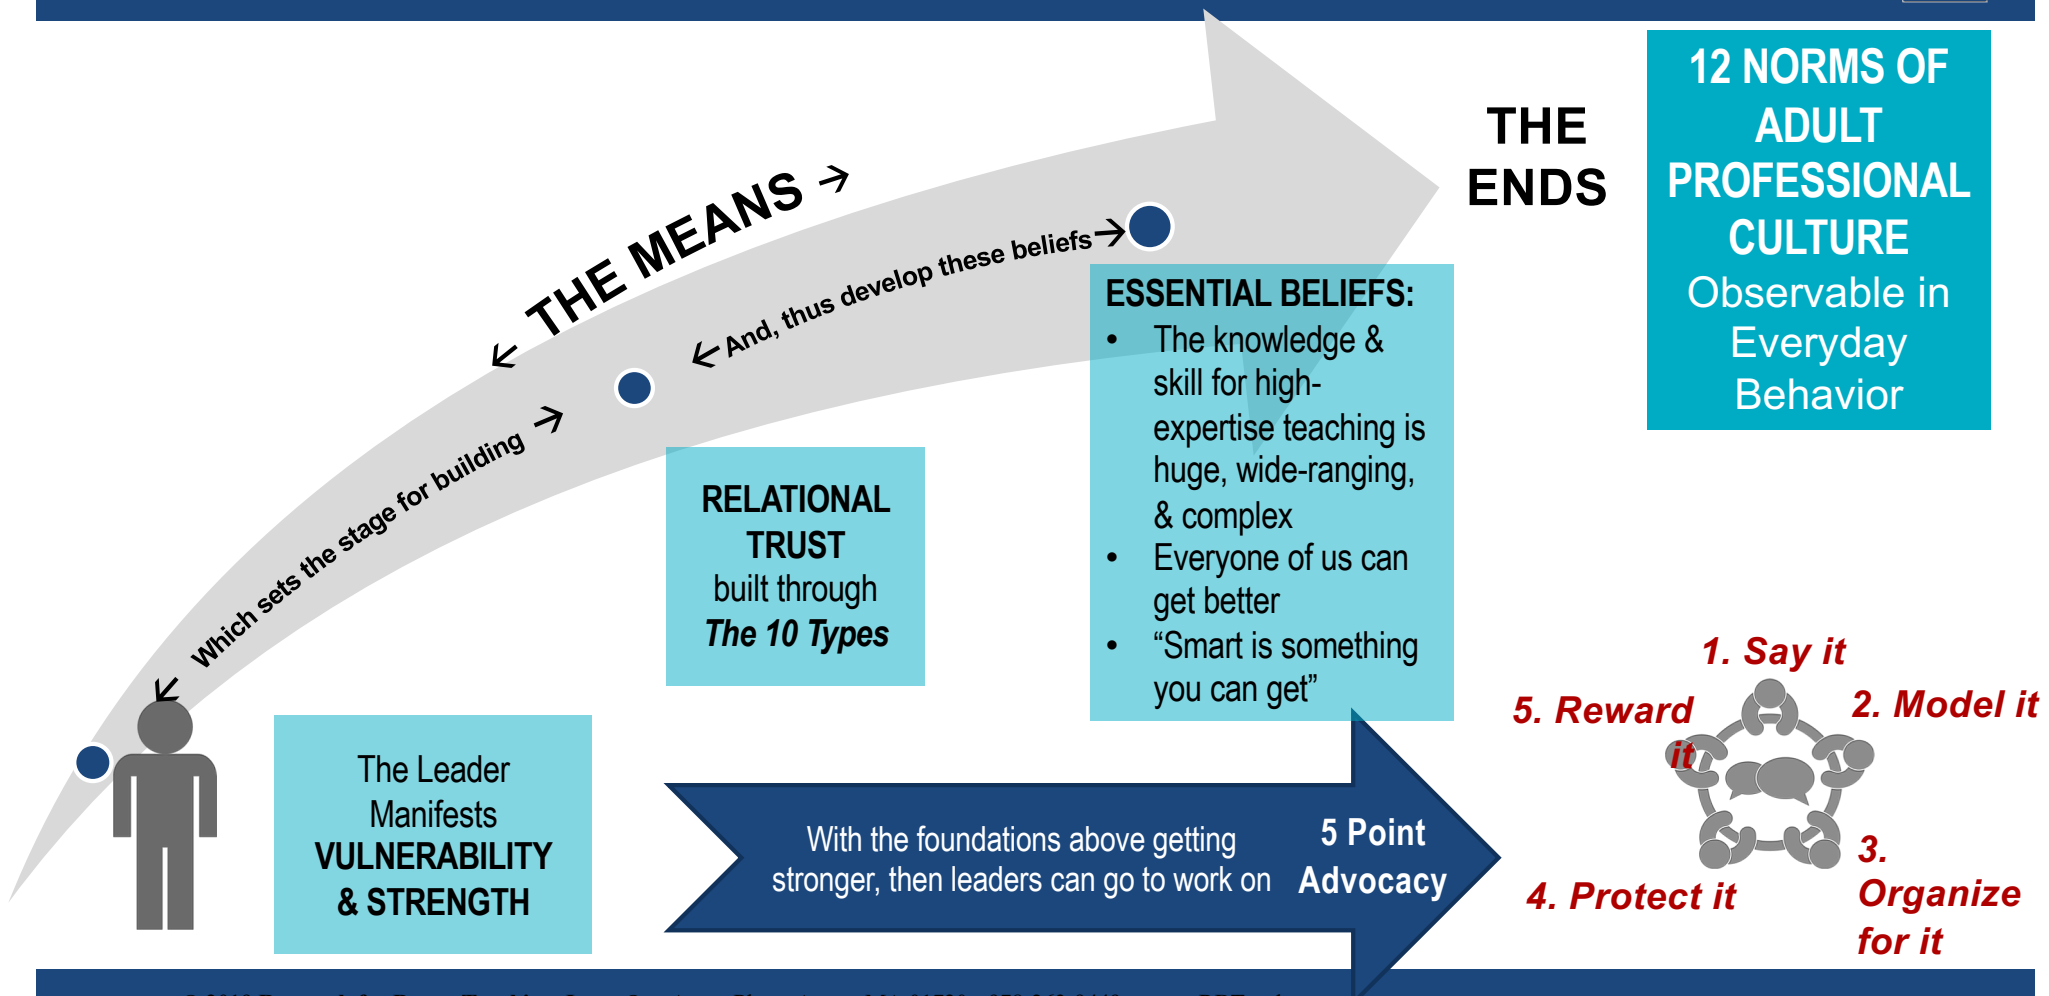 12 NORMS OF
ADULT
PROFESSIONAL
CULTURE
Observable in
Everyday
Behavior
THE
ENDS
← THE MEANS →
← And, thus develop these beliefs →
← Which sets the stage for building →
ESSENTIAL BELIEFS:
• The knowledge &
skill for high-
expertise teaching is
huge, wide-ranging,
& complex
• Everyone of us can
get better
• “Smart is something
you can get”
RELATIONAL
TRUST
built through
The 10 Types
The Leader
Manifests
VULNERABILITY
& STRENGTH
With the foundations above getting
stronger, then leaders can go to work on
5 Point
Advocacy
1. Say it
2. Model it
3.
Organize
for it
4. Protect it
5. Reward
it